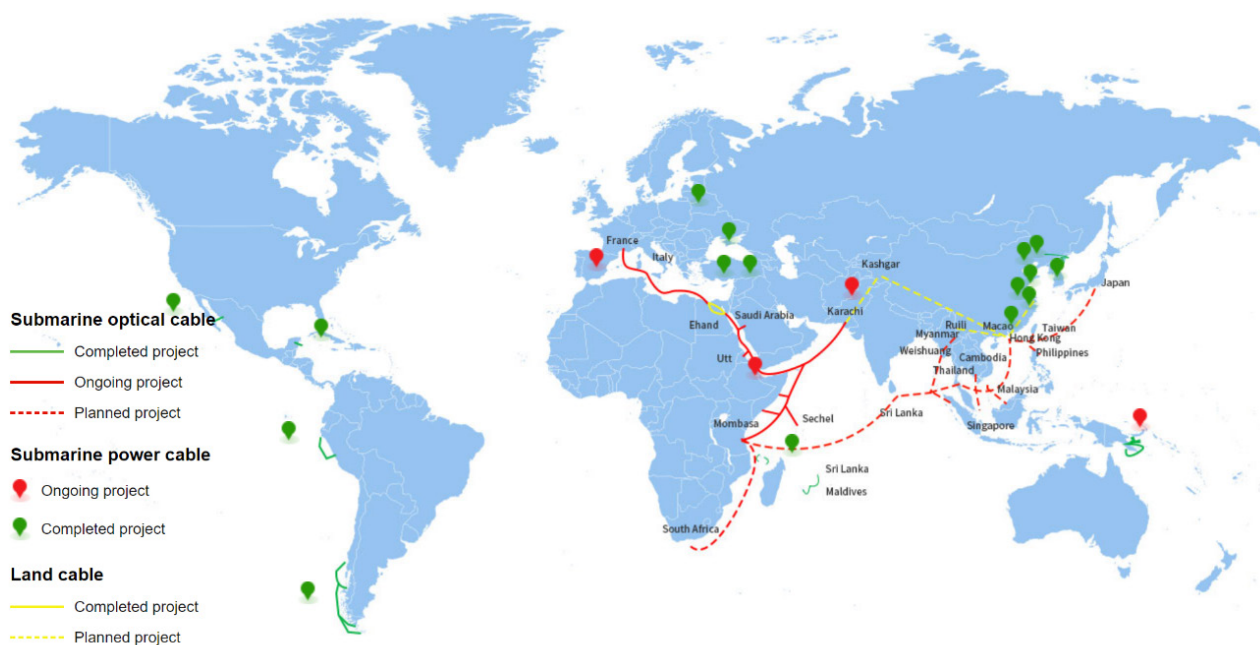 France
Italy
Kashgar
Japan
Saudi Arabia
Karachi
Ehand
Ruili
Macao
Taiwan
Myanmar
Hong Kong
Weishuang
Cambodia
Philippines
Utt
Thailand
Malaysia
Sechel
Sri Lanka
Mombasa
Singapore
Sri Lanka
Maldives
South Africa
Submarine optical cable
Completed project
Ongoing project
Planned project
Submarine power cable
Ongoing project
Completed project
Land cable
Completed project
Planned project